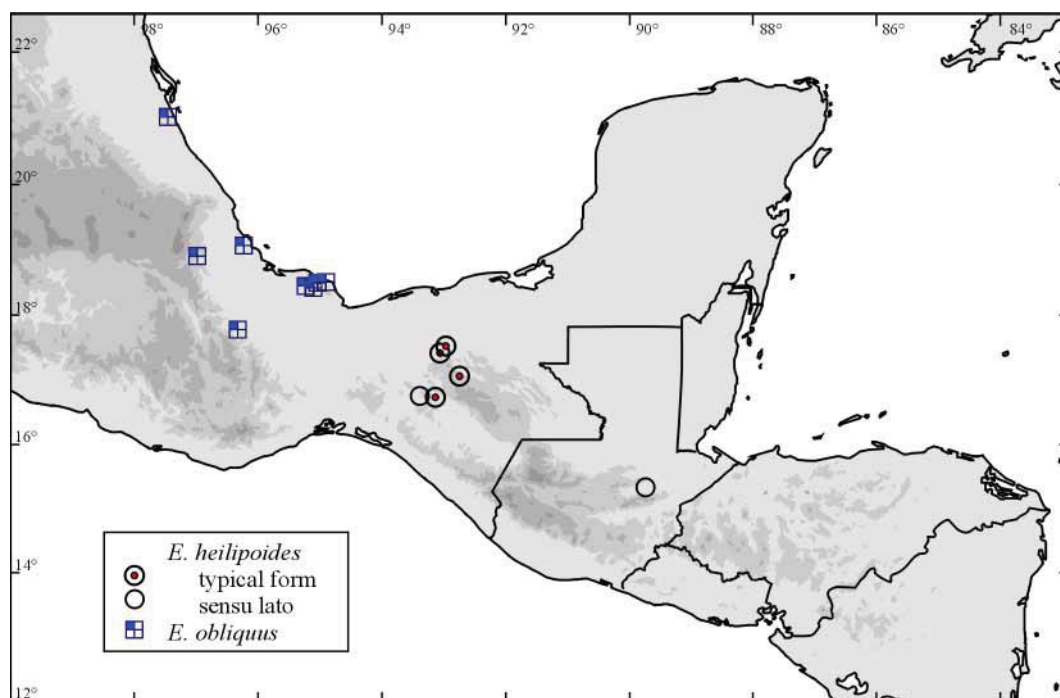 98° 96° 94° 92° 90° 88° 86° 84°
22°
20°
18°
16°
14°
12°
E. heilipoides
typical form
sensu lato
E. obliquus